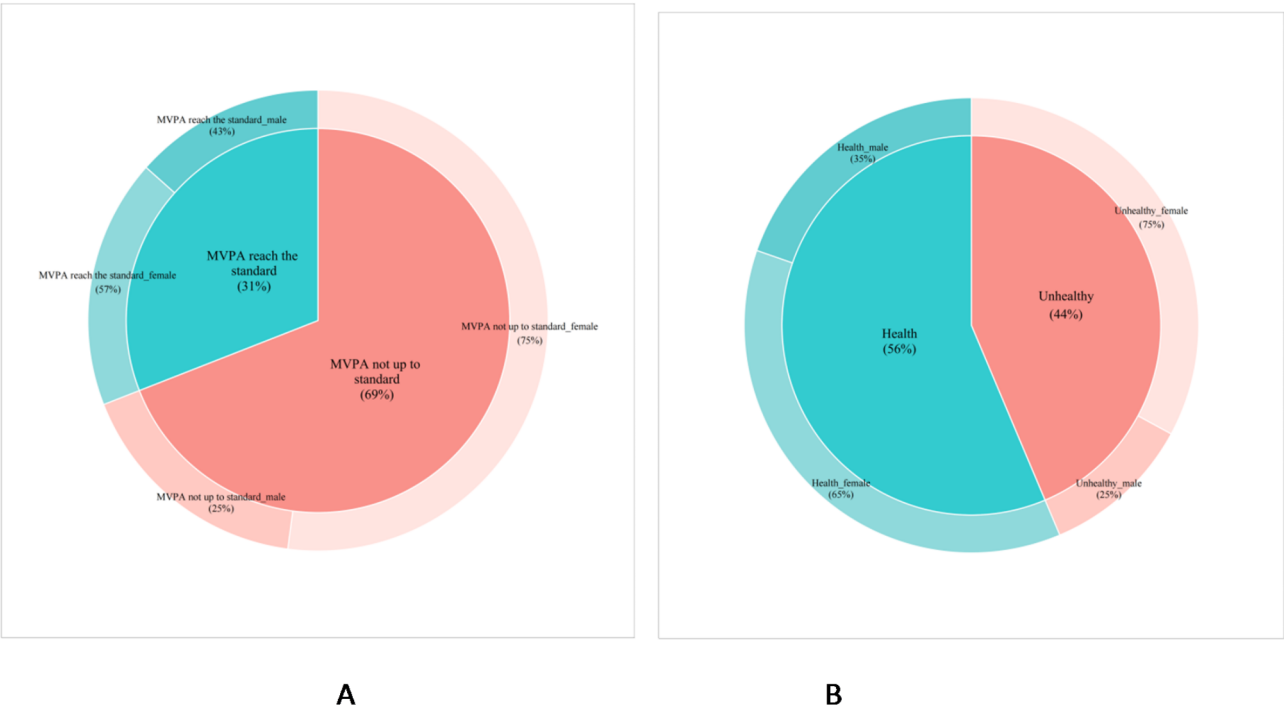 MVPA reach the standard_male
(43%)
MVPA reach the
standard
(31%)
MVPA reach the standard_female
(57%)
MVPA not up to standard_female
(75%)
MVPA not up to
standard
(69%)
MVPA not up to standard_male
(25%)
A
Health_male
(35%)
Unhealthy_female
(75%)
Unhealthy
(44%)
Health
(56%)
Health_female
(65%)
Unhealthy_male
(25%)
B